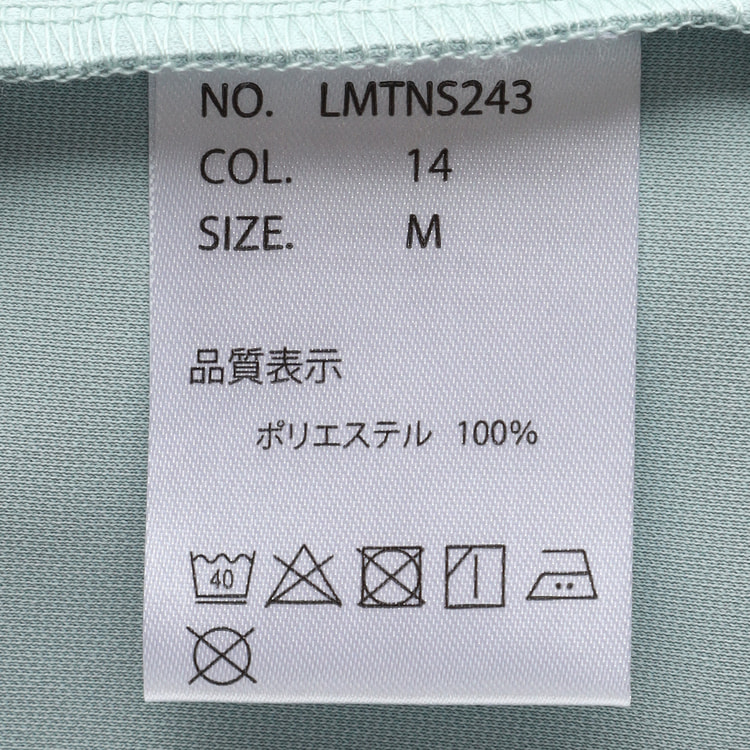 NO. LMTNS243
COL. 14
SIZE. M
品質表示
ポリエステル 100%
40